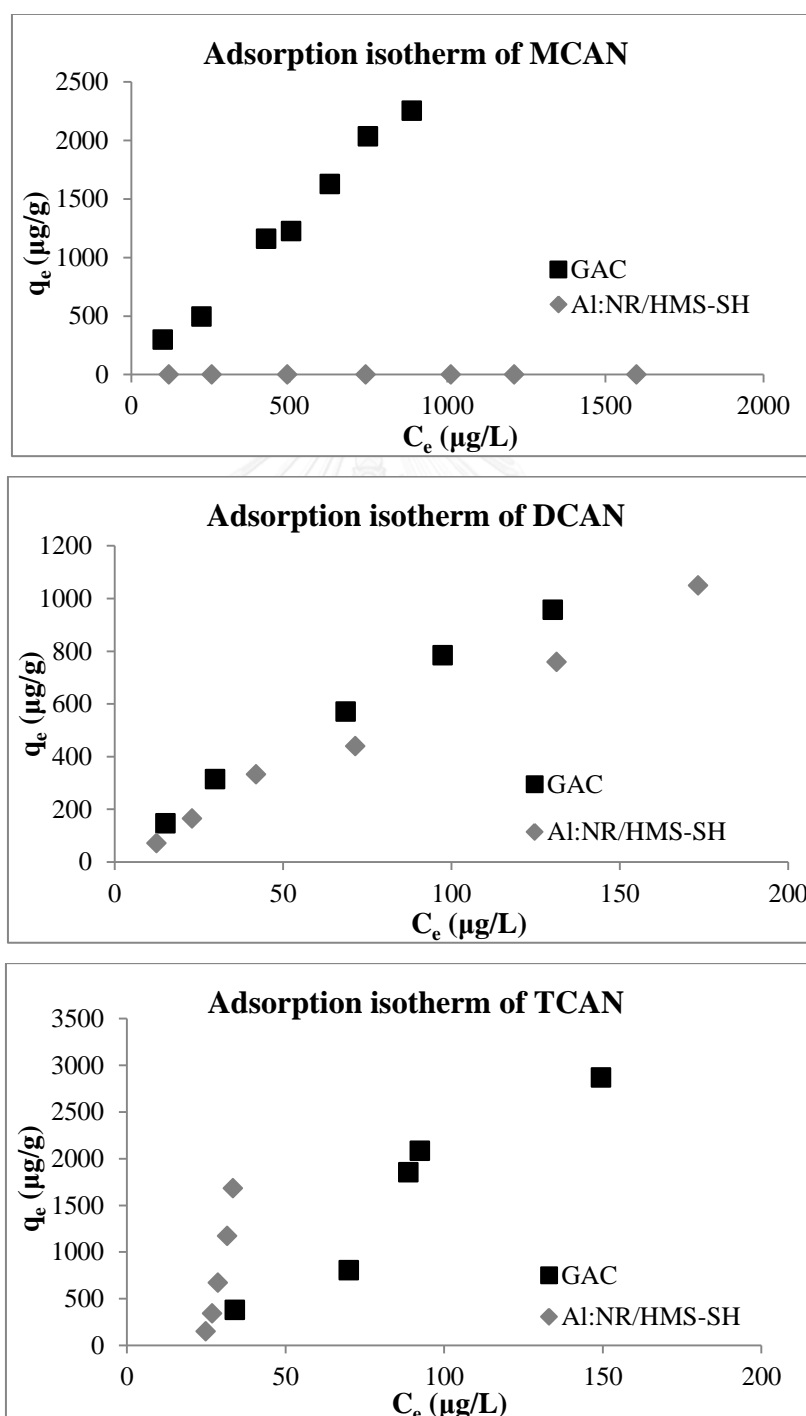 Adsorption isotherm of MCAN
2500
2000
1500
1000
500
0
qe (µg/g)
GAC
Al:NR/HMS-SH
0 500 1000 1500 2000
Ce (µg/L)
Adsorption isotherm of DCAN
1200
1000
800
600
400
200
0
qe (µg/g)
GAC
Al:NR/HMS-SH
0 50 100 150 200
Ce (µg/L)
Adsorption isotherm of TCAN
3500
3000
2500
2000
1500
1000
500
0
qe (µg/g)
GAC
Al:NR/HMS-SH
0 50 100 150 200
Ce (µg/L)